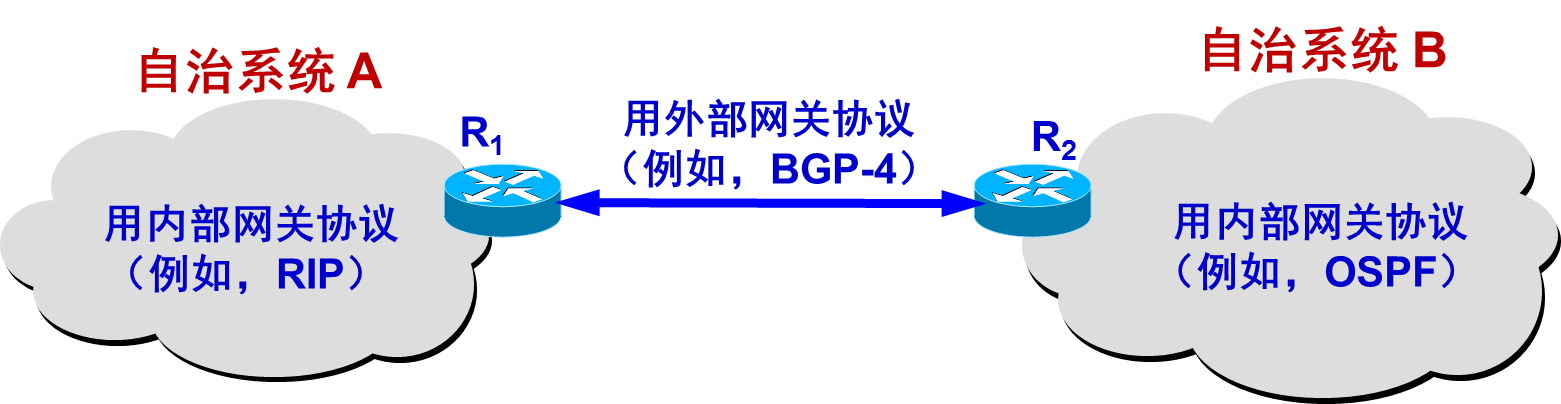 自治系统 A
自治系统 B
R1
用外部网关协议
（例如，BGP-4）
R2
用内部网关协议
（例如，RIP）
用内部网关协议
（例如，OSPF）